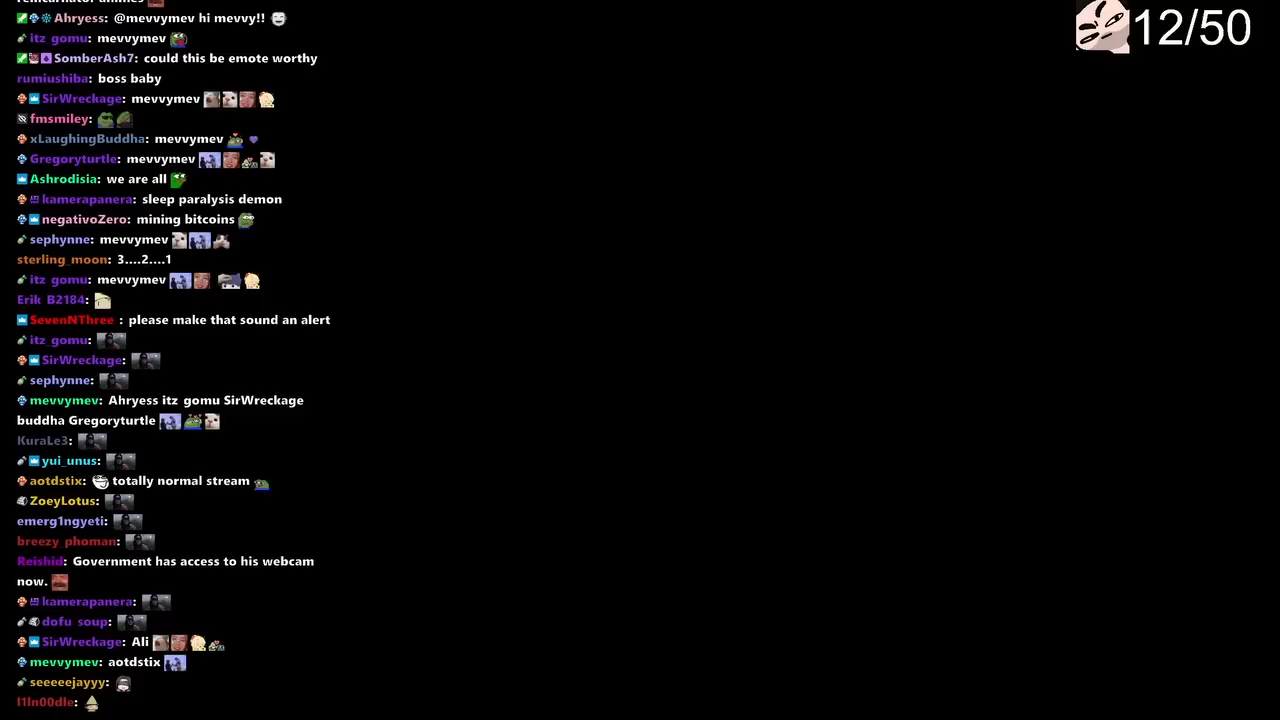 12/50
Ahryess: @mevvymev hi mevvy!!
itz_gomu: mevvymev
SomberAsh7: could this be emote worthy
rumiushiba: boss baby
SirWreckage: mevvymev
fmsmiley:
xLaughingBuddha: mevvymev
Gregoryturtle: mevvymev
Ashrodisia: we are all
kamerapanera: sleep paralysis demon
negativoZero: mining bitcoins
sephynne: mevvymev
sterling_moon: 3....2....1
itz_gomu: mevvymev
Erik_B2184:
SevenNThree : please make that sound an alert
itz_gomu:
SirWreckage:
sephynne:
mevvymev: Ahryess itz gomu SirWreckage
buddha Gregoryturtle
KuraLe3:
yui_unus:
aotdstix: totally normal stream
ZoeyLotus:
emerg1ngyeti:
breezy_phoman:
Reishid: Government has access to his webcam
now.
kamerapanera:
dofu_soup:
SirWreckage: Ali
mevvymev: aotdstix
seeeeejayyy: